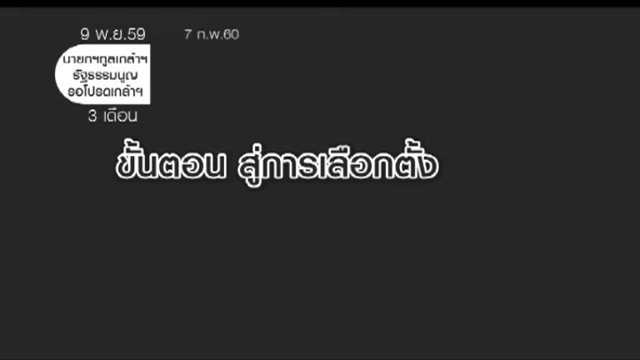 9 พ.ย.59 7 ก.พ.60
นายกฯทูลเกล้าฯ
รัฐธรรมนูญ
รอโปรดเกล้าฯ
3 เดือน
ขั้นตอน สู่การเลือกตั้ง